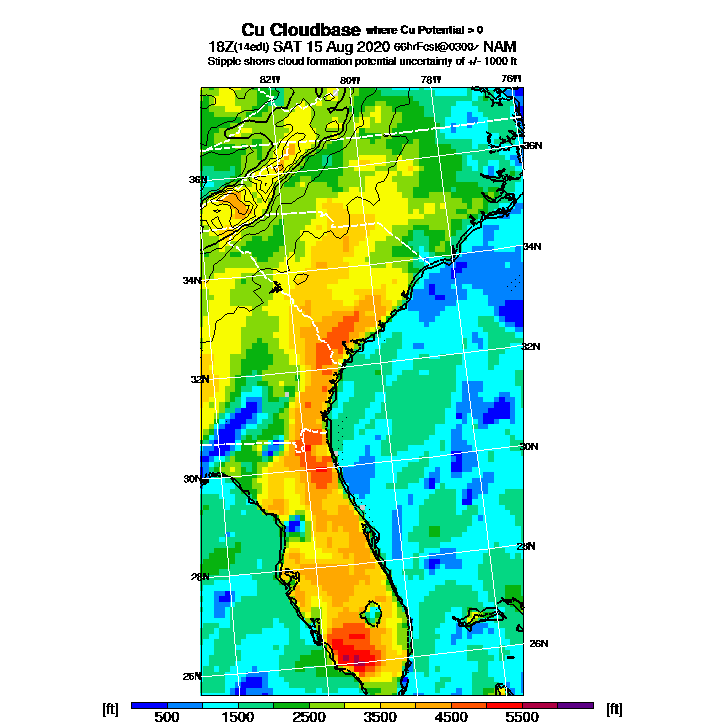 Cu Cloudbase where Cu Potential > 0
18Z(14edt) SAT 15 Aug 2020 66hrFcst@0300z NAM
Stipple shows cloud formation potential uncertainty of +/- 1000 ft
82W 80W 78W 76W
36N
36N
34N
34N
32N
32N
30N
30N
28N
28N
26N
26N
[ft] 500 1500 2500 3500 4500 5500 [ft]